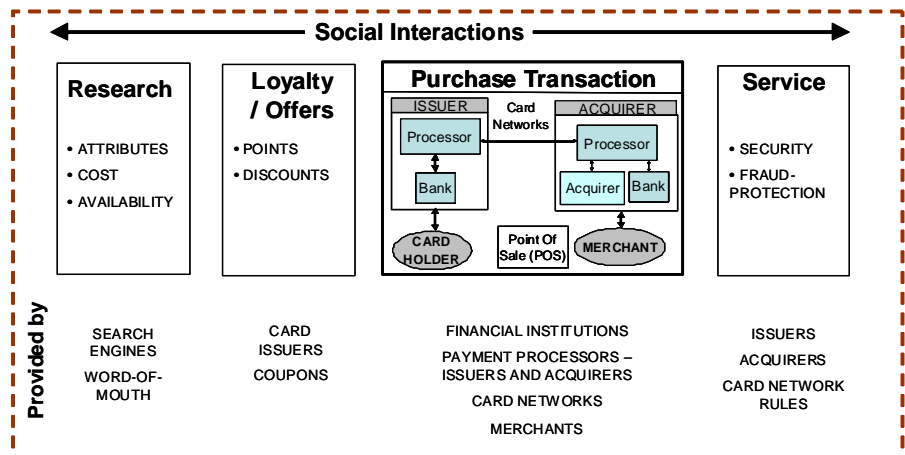 Social Interactions
Research
• ATTRIBUTES
• COST
• AVAILABILITY
Loyalty
/ Offers
• POINTS
• DISCOUNTS
Purchase Transaction
ISSUER
Processor
Bank
CARD
HOLDER
Card
Networks
Point Of
Sale (POS)
ACQUIRER
Processor
Acquirer
Bank
MERCHANT
Service
• SECURITY
• FRAUD-
PROTECTION
Provided by
SEARCH
ENGINES
WORD-OF-
MOUTH
CARD
ISSUERS
COUPONS
FINANCIAL INSTITUTIONS
PAYMENT PROCESSORS –
ISSUERS AND ACQUIRERS
CARD NETWORKS
MERCHANTS
ISSUERS
ACQUIRERS
CARD NETWORK
RULES